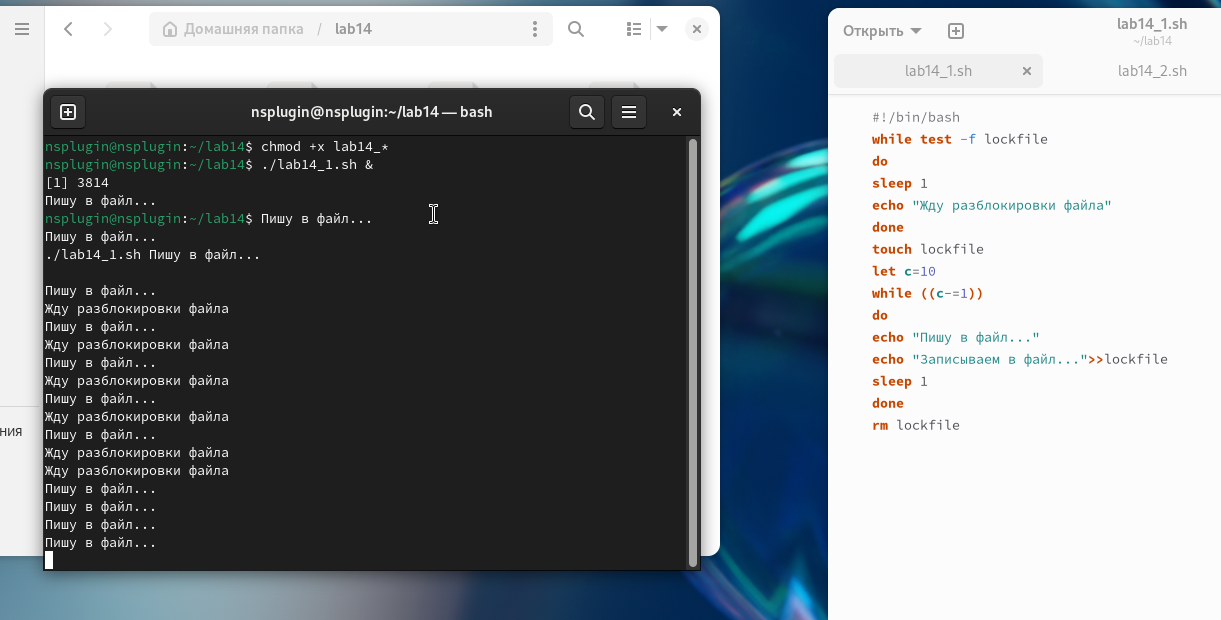 Домашняя папка / lab14
ния
nsplugin@nsplugin:~/lab14 — bash
nsplugin@nsplugin:~/lab14$ chmod +x lab14_*
nsplugin@nsplugin:~/lab14$ ./lab14_1.sh &
[1] 3814
Пишу в файл...
nsplugin@nsplugin:~/lab14$ Пишу в файл...
Пишу в файл...
./lab14_1.sh Пишу в файл...
Пишу в файл...
Жду разблокировки файла
Пишу в файл...
Жду разблокировки файла
Пишу в файл...
Жду разблокировки файла
Пишу в файл...
Жду разблокировки файла
Пишу в файл...
Жду разблокировки файла
Жду разблокировки файла
Пишу в файл...
Пишу в файл...
Пишу в файл...
Пишу в файл...
Открыть
lab14_1.sh
~/lab14
lab14_1.sh
lab14_2.sh
#!/bin/bash
while test -f lockfile
do
sleep 1
echo "Жду разблокировки файла"
done
touch lockfile
let c=10
while ((c-=1))
do
echo "Пишу в файл..."
echo "Записываем в файл...">>lockfile
sleep 1
done
rm lockfile